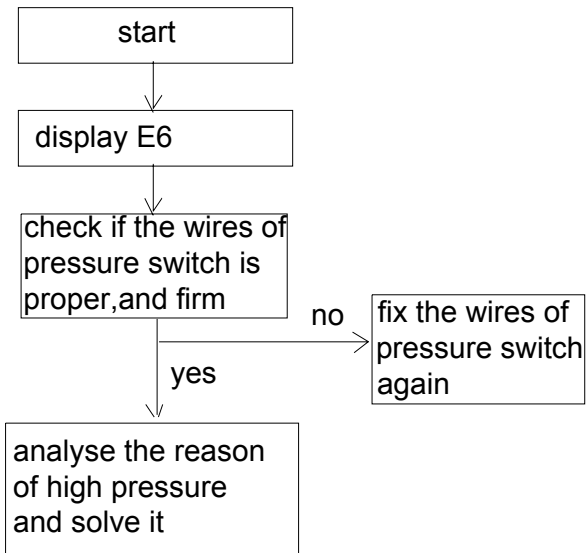 start
display E6
check if the wires of
pressure switch is
proper,and firm
no
fix the wires of
pressure switch
again
yes
analyse the reason
of high pressure
and solve it